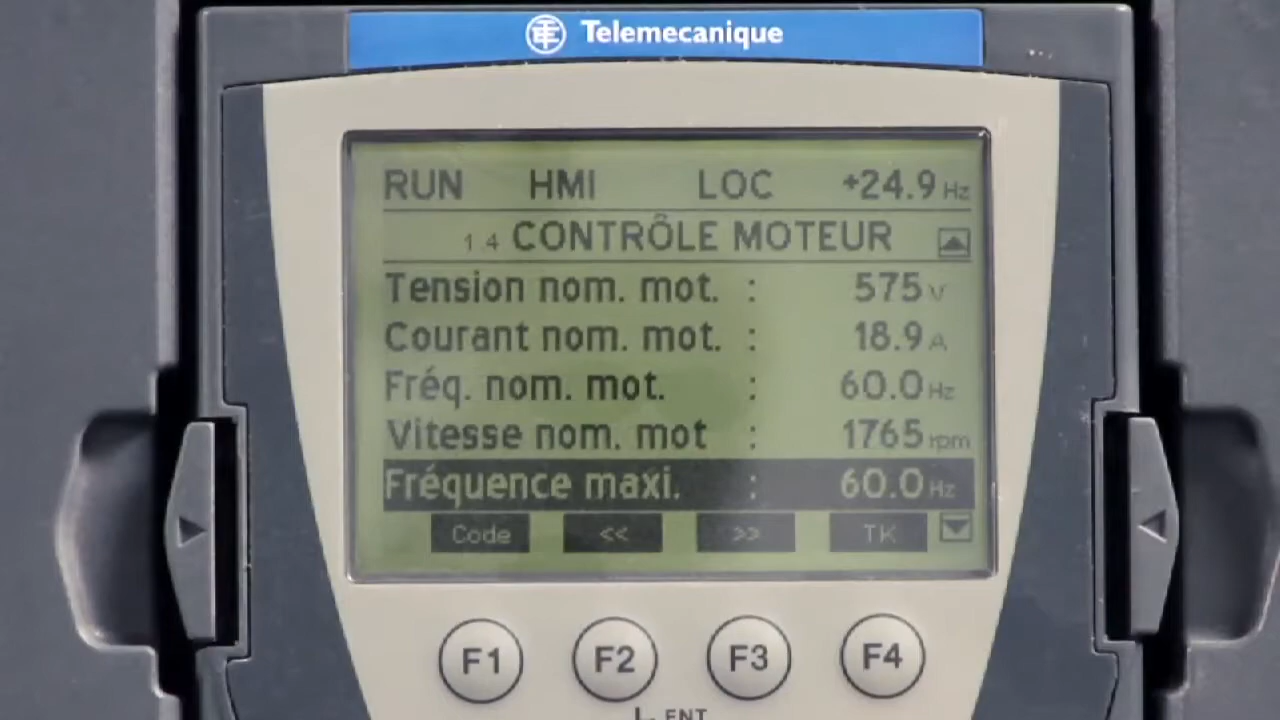 Telemecanique
RUN HMI LOC +24.9 Hz
1.4 CONTRÔLE MOTEUR
Tension nom. mot. : 575 V
Courant nom. mot. : 18.9 A
Fréq. nom. mot. : 60.0 Hz
Vitesse nom. mot : 1765 rpm
Fréquence maxi. : 60.0 Hz
Code << >> TK
F1 F2 F3 F4
ENT